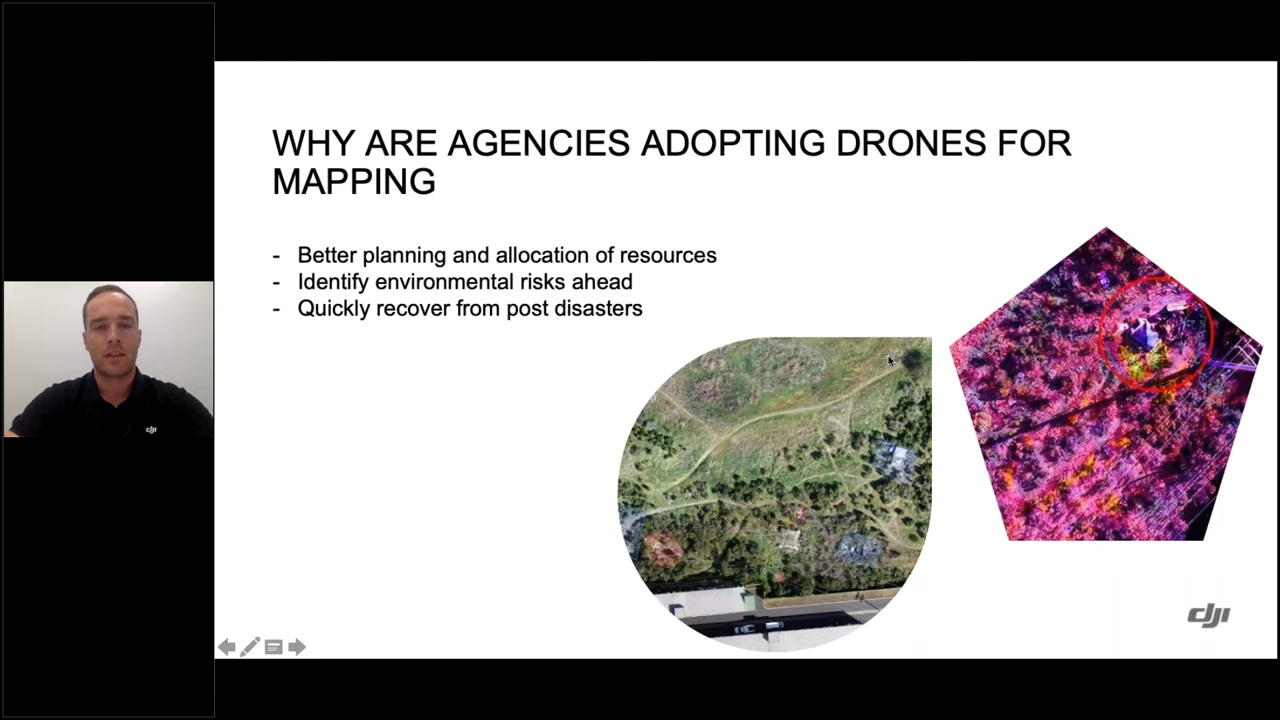 WHY ARE AGENCIES ADOPTING DRONES FOR
MAPPING
- Better planning and allocation of resources
- Identify environmental risks ahead
- Quickly recover from post disasters
dji
dji